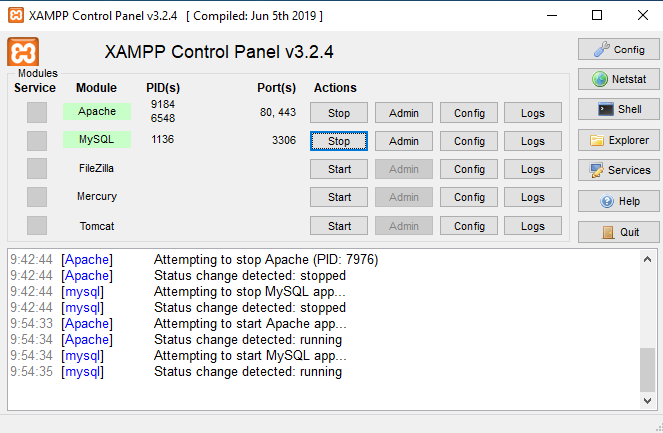 XAMPP Control Panel v3.2.4 [ Compiled: Jun 5th 2019 ]
XAMPP Control Panel v3.2.4
Config
Modules
Service Module PID(s) Port(s) Actions
Netstat
Apache 9184 6548 80, 443 Stop Admin Config Logs
Shell
MySQL 1136 3306 Stop Admin Config Logs
Explorer
FileZilla Start Admin Config Logs
Services
Mercury Start Admin Config Logs
Help
Tomcat Start Admin Config Logs
Quit
9:42:44 [Apache] Attempting to stop Apache (PID: 7976)
9:42:44 [Apache] Status change detected: stopped
9:42:44 [mysql] Attempting to stop MySQL app...
9:42:44 [mysql] Status change detected: stopped
9:54:33 [Apache] Attempting to start Apache app...
9:54:34 [Apache] Status change detected: running
9:54:34 [mysql] Attempting to start MySQL app...
9:54:35 [mysql] Status change detected: running